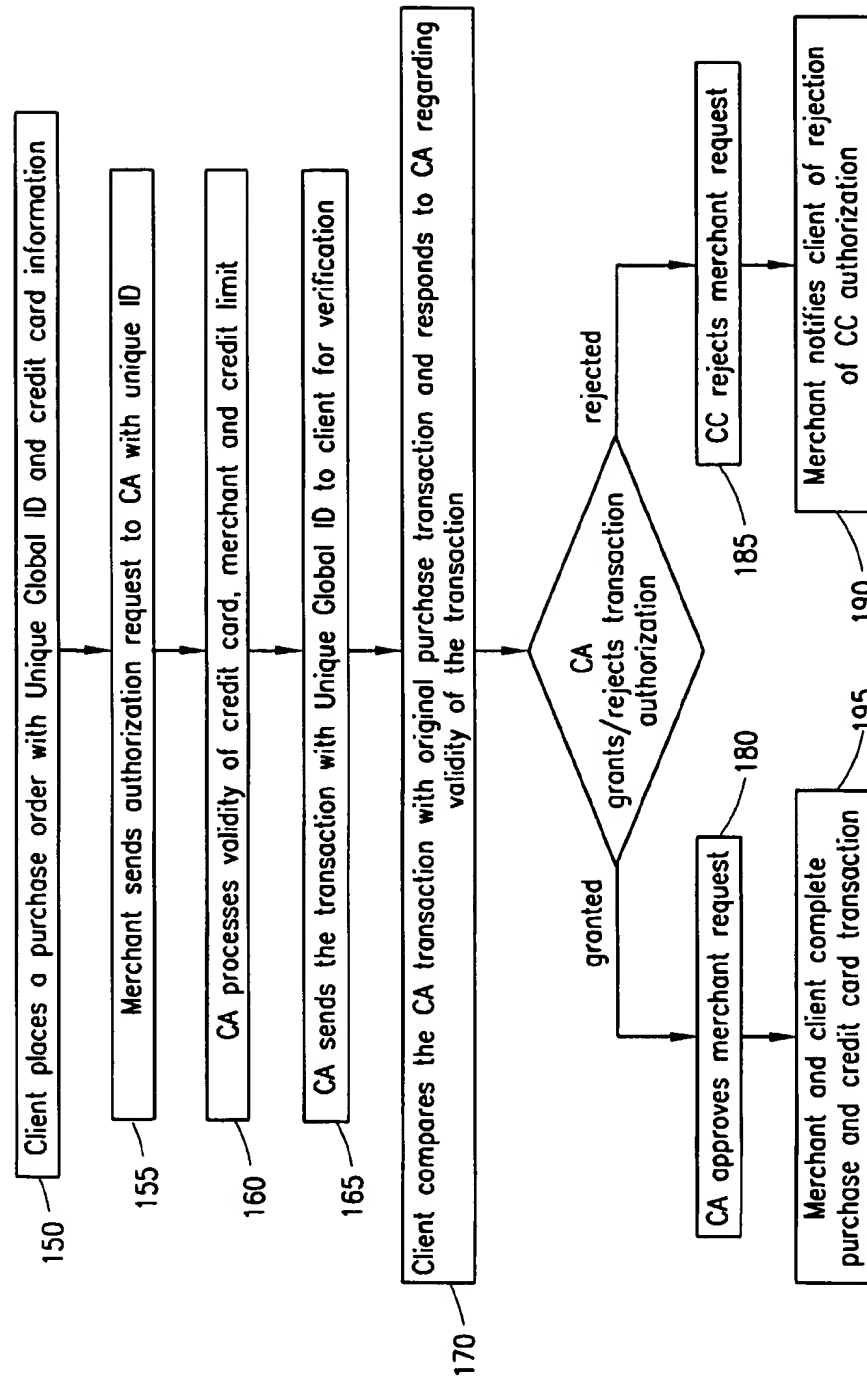 Client places a purchase order with Unique Global ID and credit card information
150
Merchant sends authorization request to CA with unique ID
155
CA processes validity of credit card, merchant and credit limit
160
CA sends the transaction with Unique Global ID to client for verification
165
Client compares the CA transaction with original purchase transaction and responds to CA regarding
validity of the transaction
170
CA
grants/rejects transaction
authorization
granted
rejected
CA approves merchant request
180
CC rejects merchant request
185
Merchant and client complete
purchase and credit card transaction
195
Merchant notifies client of rejection
of CC authorization
190